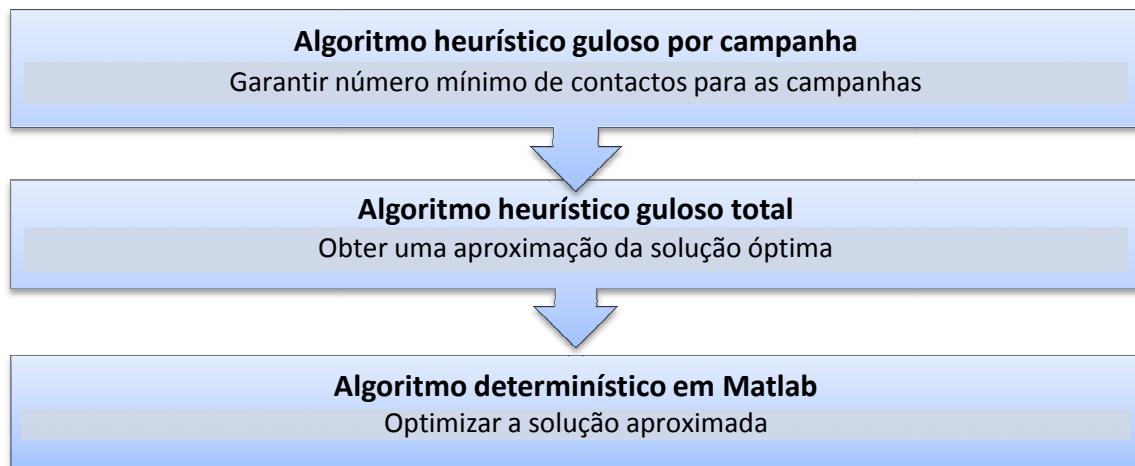 Algoritmo heurístico guloso por campanha
Garantir número mínimo de contactos para as campanhas
Algoritmo heurístico guloso total
Obter uma aproximação da solução óptima
Algoritmo determinístico em Matlab
Optimizar a solução aproximada